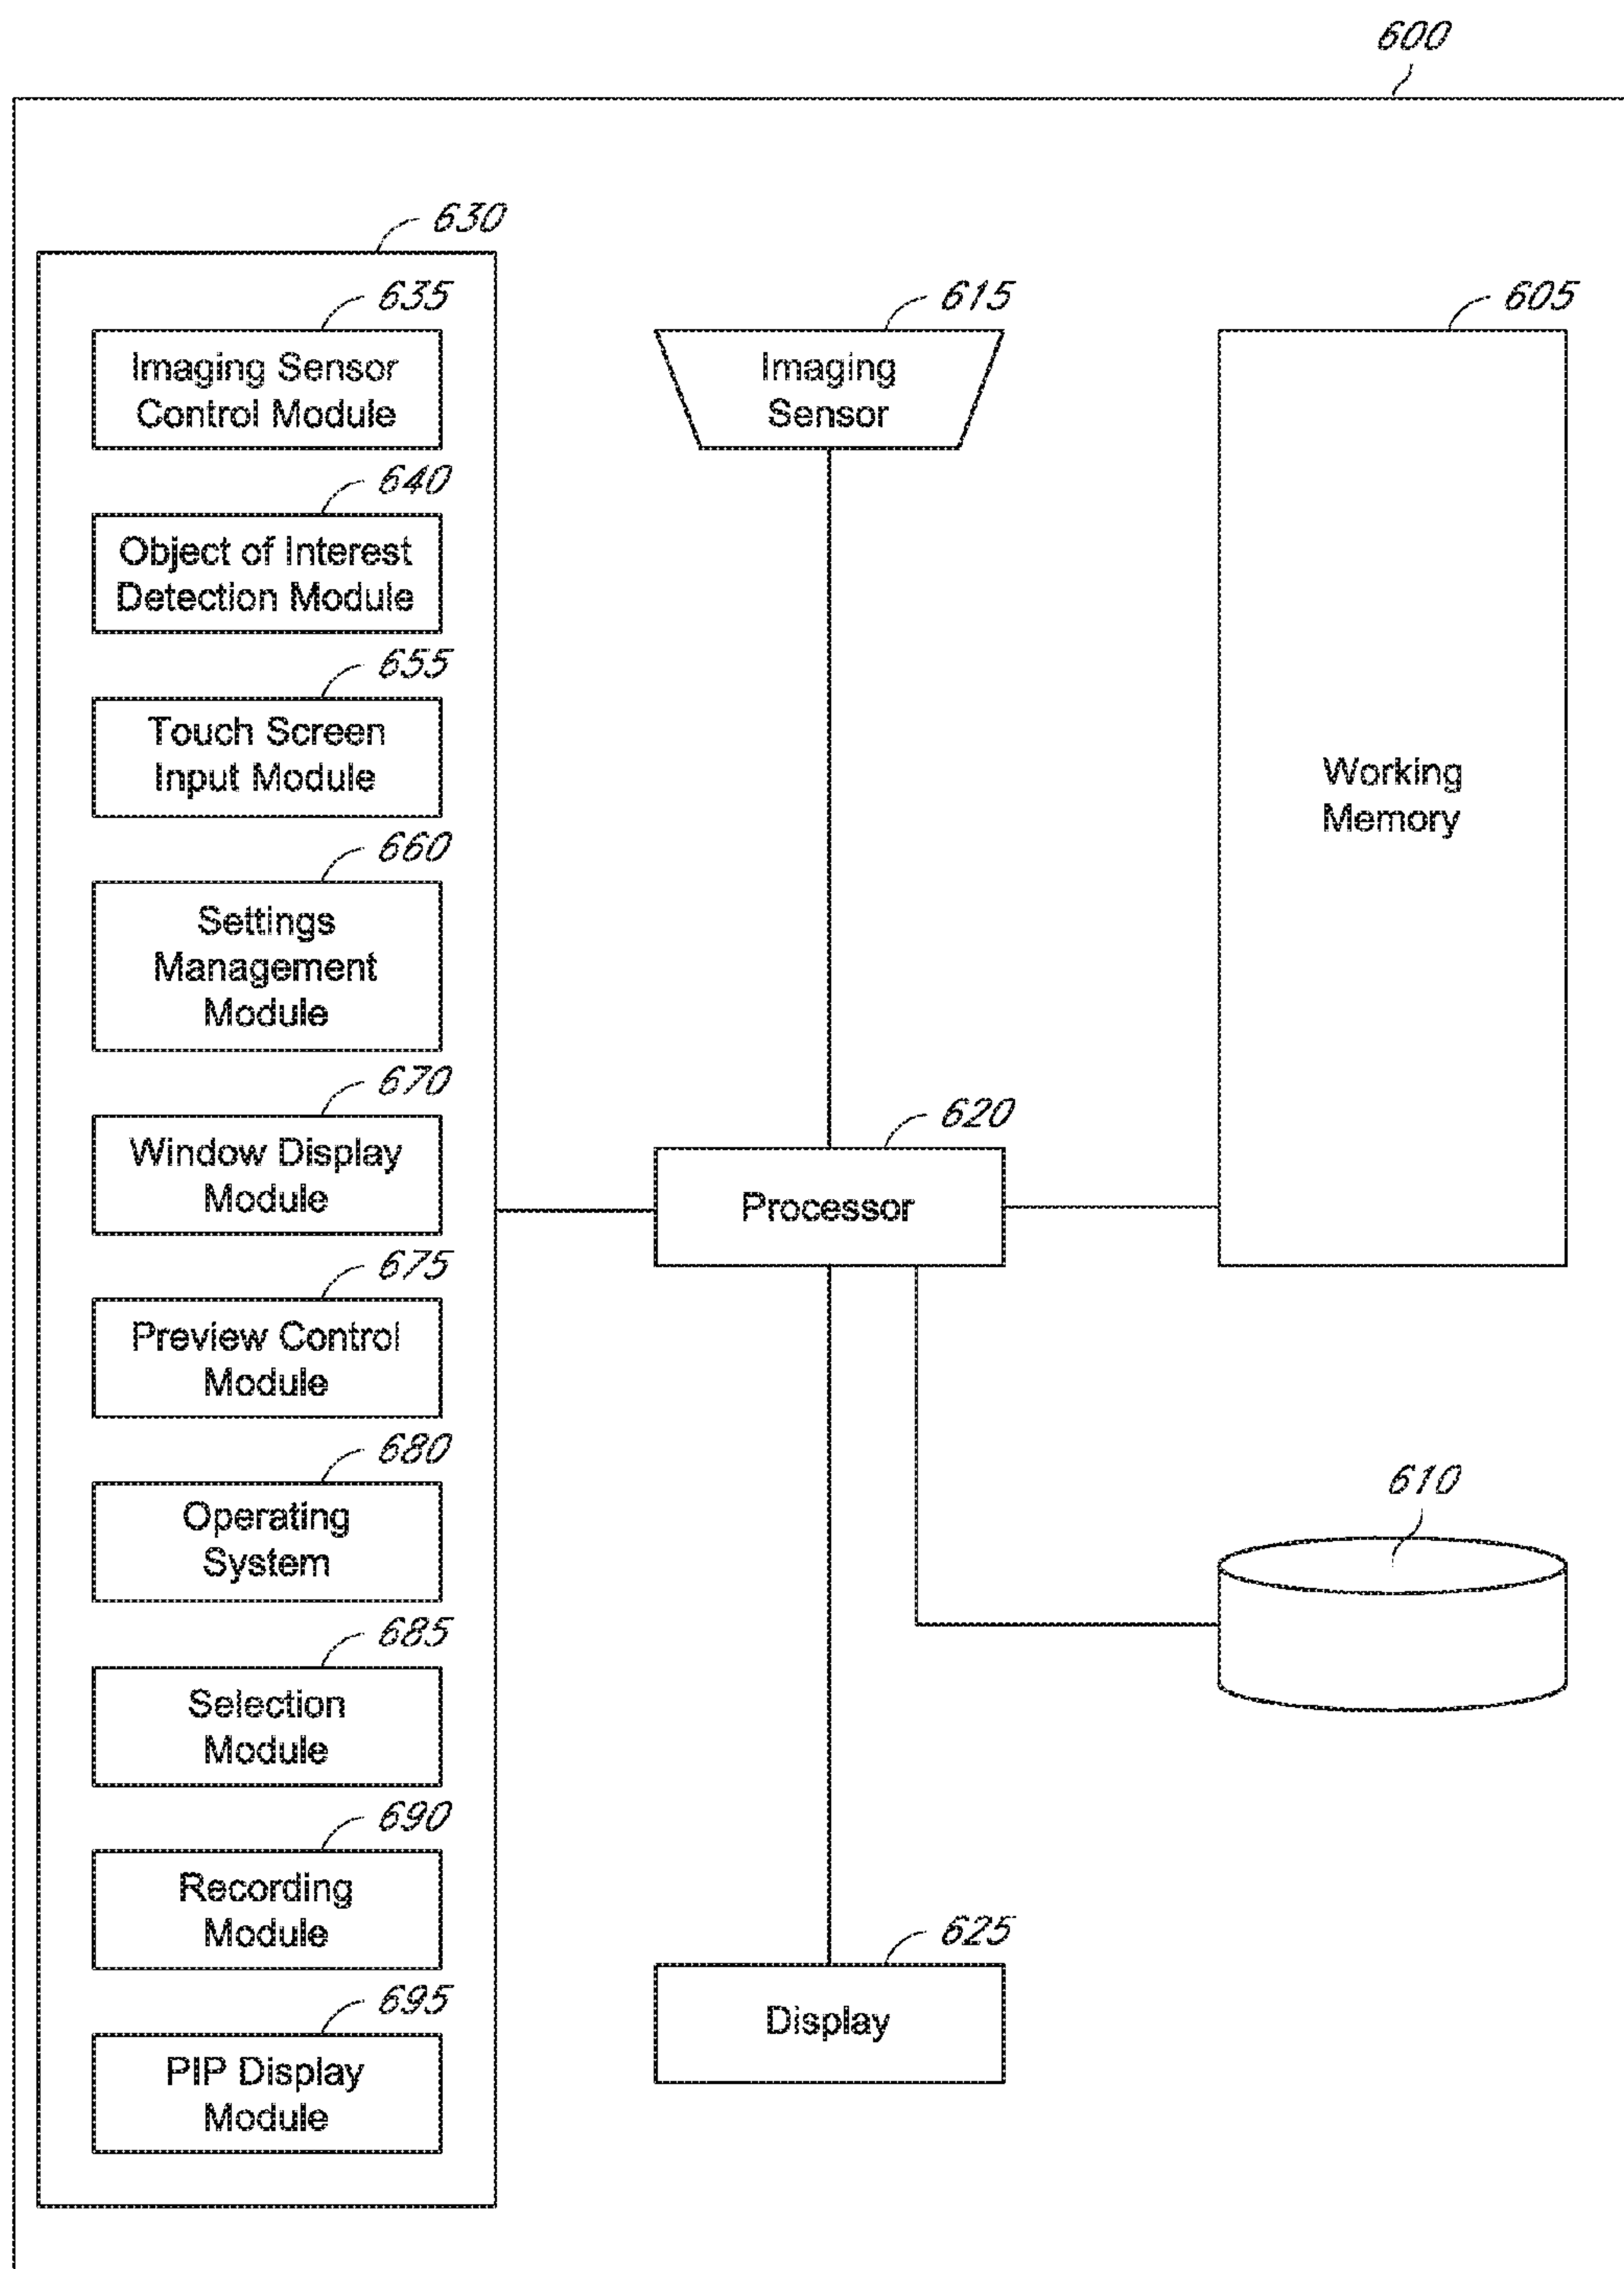 600
630
635
Imaging Sensor
Control Module
640
Object of Interest
Detection Module
655
Touch Screen
Input Module
660
Settings
Management
Module
670
Window Display
Module
675
Preview Control
Module
680
Operating
System
685
Selection
Module
690
Recording
Module
695
PIP Display
Module
615
Imaging
Sensor
620
Processor
625
Display
605
Working
Memory
610